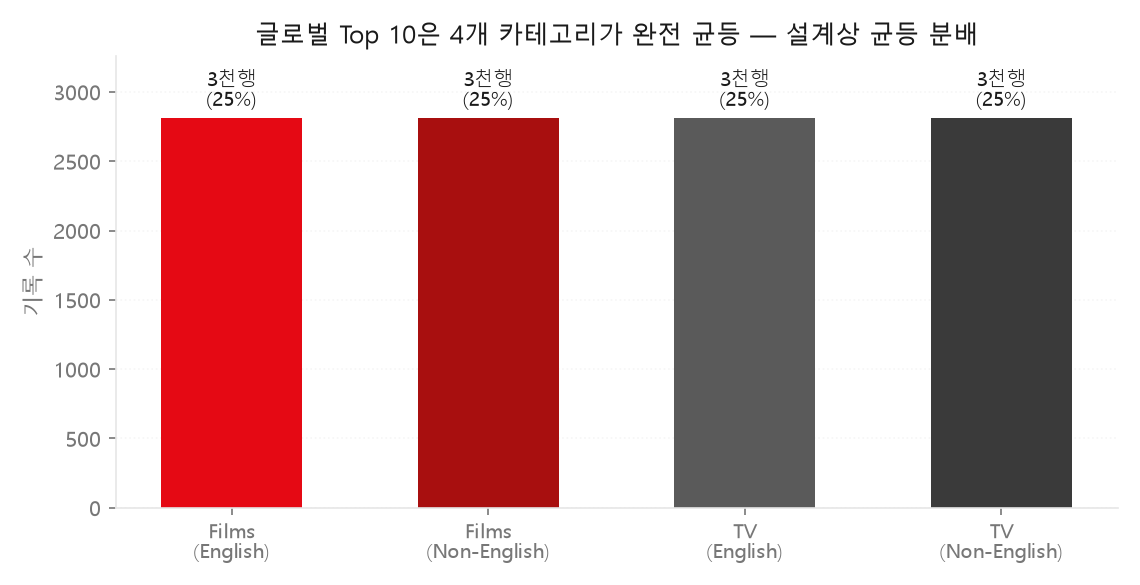 글로벌 Top 10은 4개 카테고리가 완전 균등 — 설계상 균등 분배
3천행
(25%)
3천행
(25%)
3천행
(25%)
3천행
(25%)
기록 수
3000
2500
2000
1500
1000
500
0
Films
(English)
Films
(Non-English)
TV
(English)
TV
(Non-English)